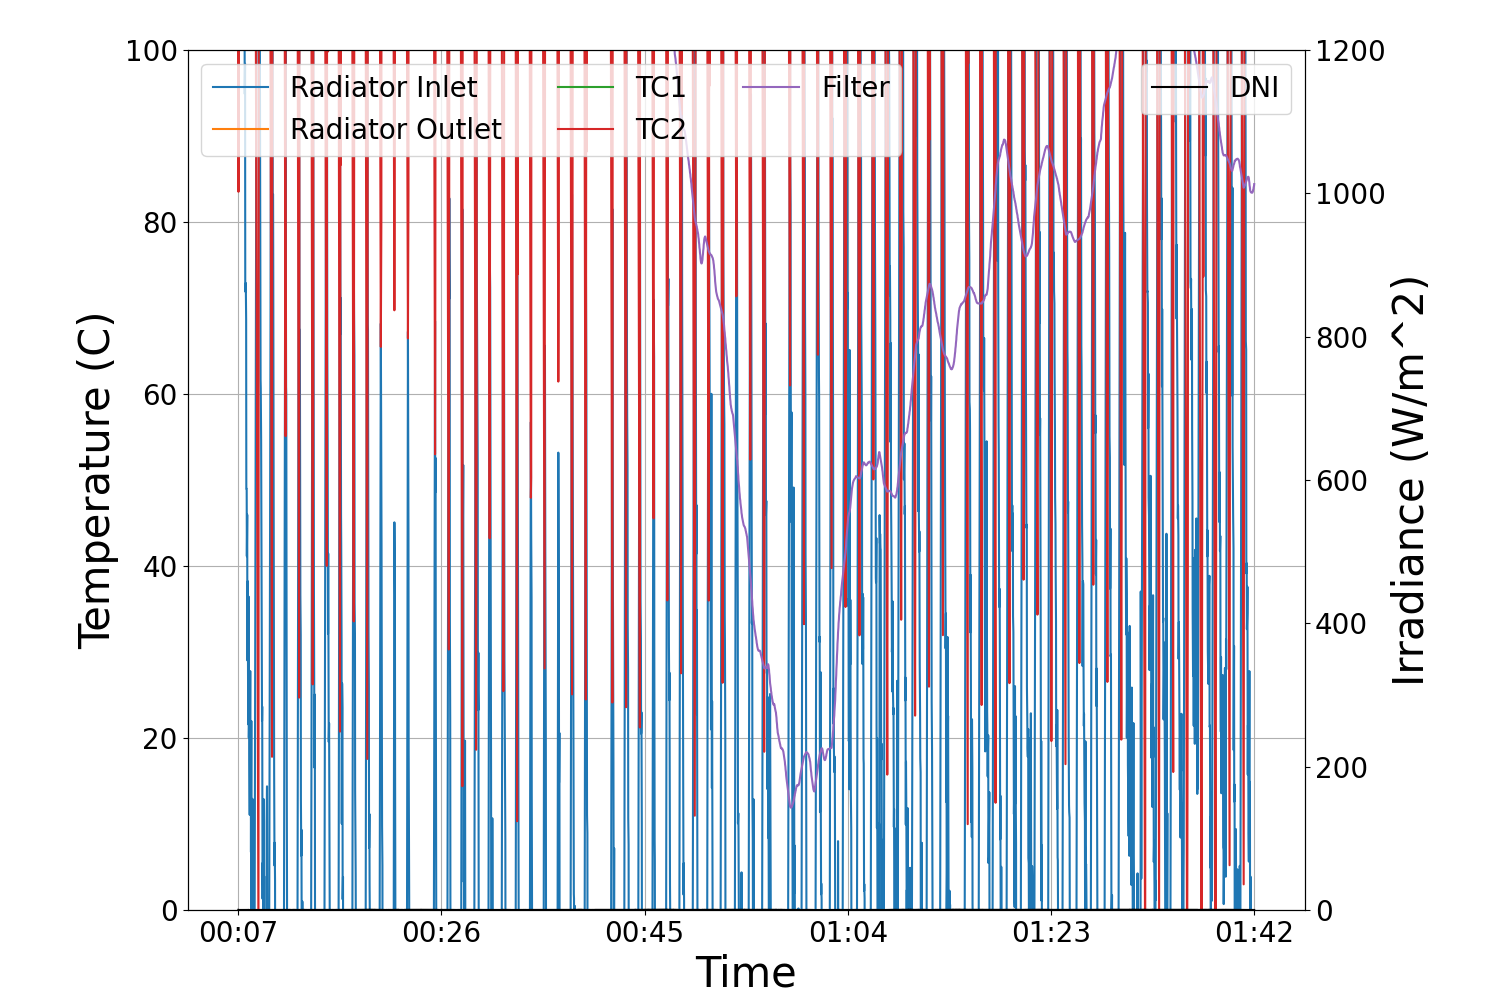 100
80
60
40
20
0
Temperature (C)
Radiator Inlet
Radiator Outlet
TC1
TC2
Filter
DNI
1200
1000
800
600
400
200
0
Irradiance (W/m^2)
00:07 00:26 00:45 01:04 01:23 01:42
Time